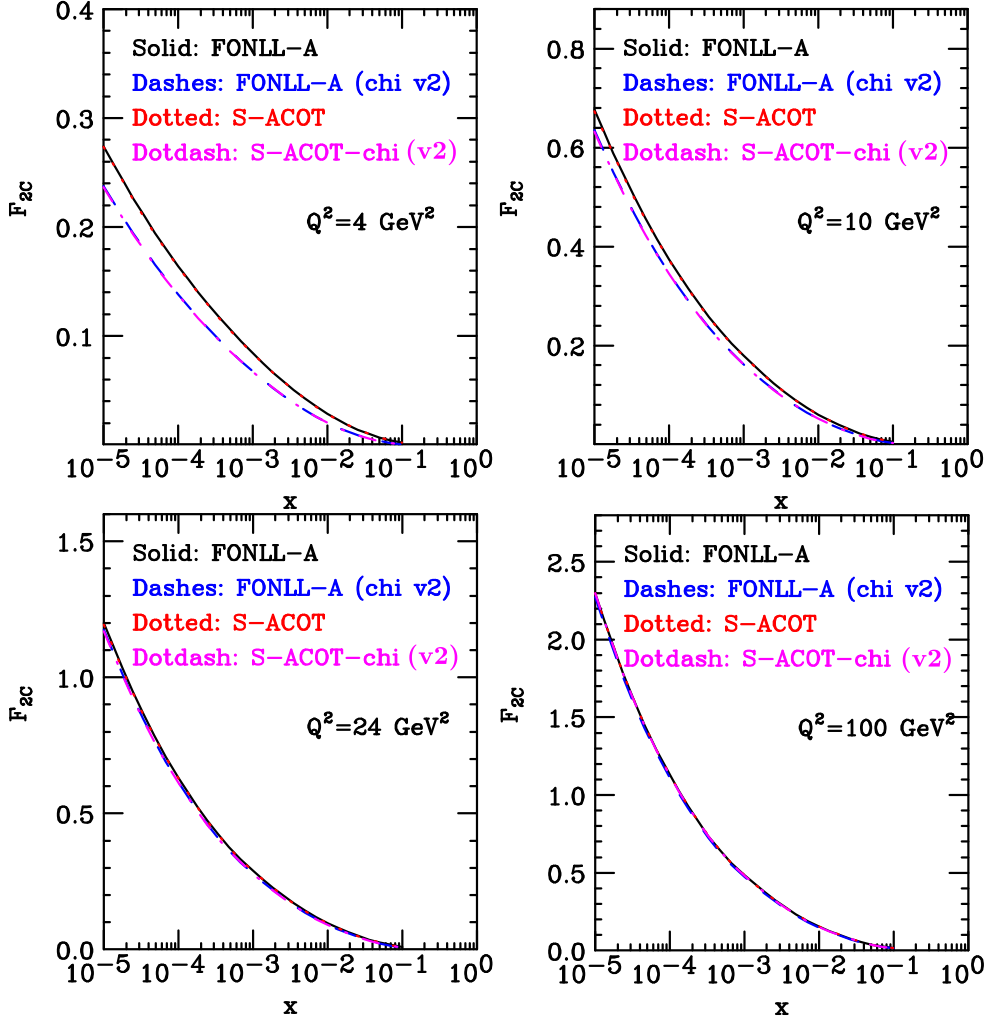 0.4
0.3
0.2
0.1
F2C
Solid: FONLL−A
Dashes: FONLL−A (chi v2)
Dotted: S−ACOT
Dotdash: S−ACOT−chi (v2)
Q²=4 GeV²
10⁻⁵ 10⁻⁴ 10⁻³ 10⁻² 10⁻¹ 10⁰
x
0.8
0.6
0.4
0.2
F2C
Solid: FONLL−A
Dashes: FONLL−A (chi v2)
Dotted: S−ACOT
Dotdash: S−ACOT−chi (v2)
Q²=10 GeV²
10⁻⁵ 10⁻⁴ 10⁻³ 10⁻² 10⁻¹ 10⁰
x
1.5
1.0
0.5
0.0
F2C
Solid: FONLL−A
Dashes: FONLL−A (chi v2)
Dotted: S−ACOT
Dotdash: S−ACOT−chi (v2)
Q²=24 GeV²
10⁻⁵ 10⁻⁴ 10⁻³ 10⁻² 10⁻¹ 10⁰
x
2.5
2.0
1.5
1.0
0.5
0.0
F2C
Solid: FONLL−A
Dashes: FONLL−A (chi v2)
Dotted: S−ACOT
Dotdash: S−ACOT−chi (v2)
Q²=100 GeV²
10⁻⁵ 10⁻⁴ 10⁻³ 10⁻² 10⁻¹ 10⁰
x